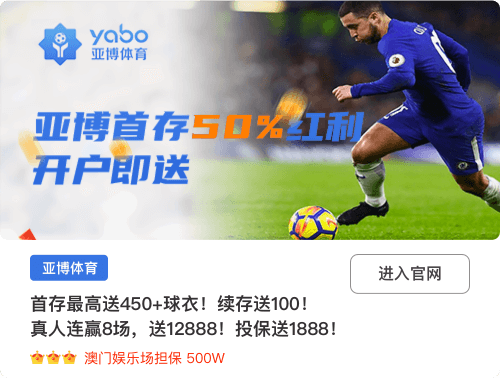 yabo
亚博体育
亚博首存50%红利
开户即送
亚博体育
进入官网
首存最高送450+球衣！续存送100！
真人连赢8场，送12888！投保送1888！
澳门娱乐场担保 500W